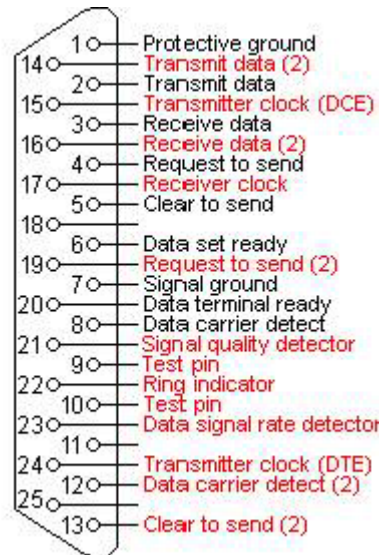 1 Protective ground
14 Transmit data (2)
2 Transmit data
15 Transmitter clock (DCE)
3 Receive data
16 Receive data (2)
4 Request to send
17 Receiver clock
5 Clear to send
18
6 Data set ready
19 Request to send (2)
7 Signal ground
20 Data terminal ready
8 Data carrier detect
21 Signal quality detector
9 Test pin
22 Ring indicator
10 Test pin
23 Data signal rate detector
11
24 Transmitter clock (DTE)
12 Data carrier detect (2)
25
13 Clear to send (2)